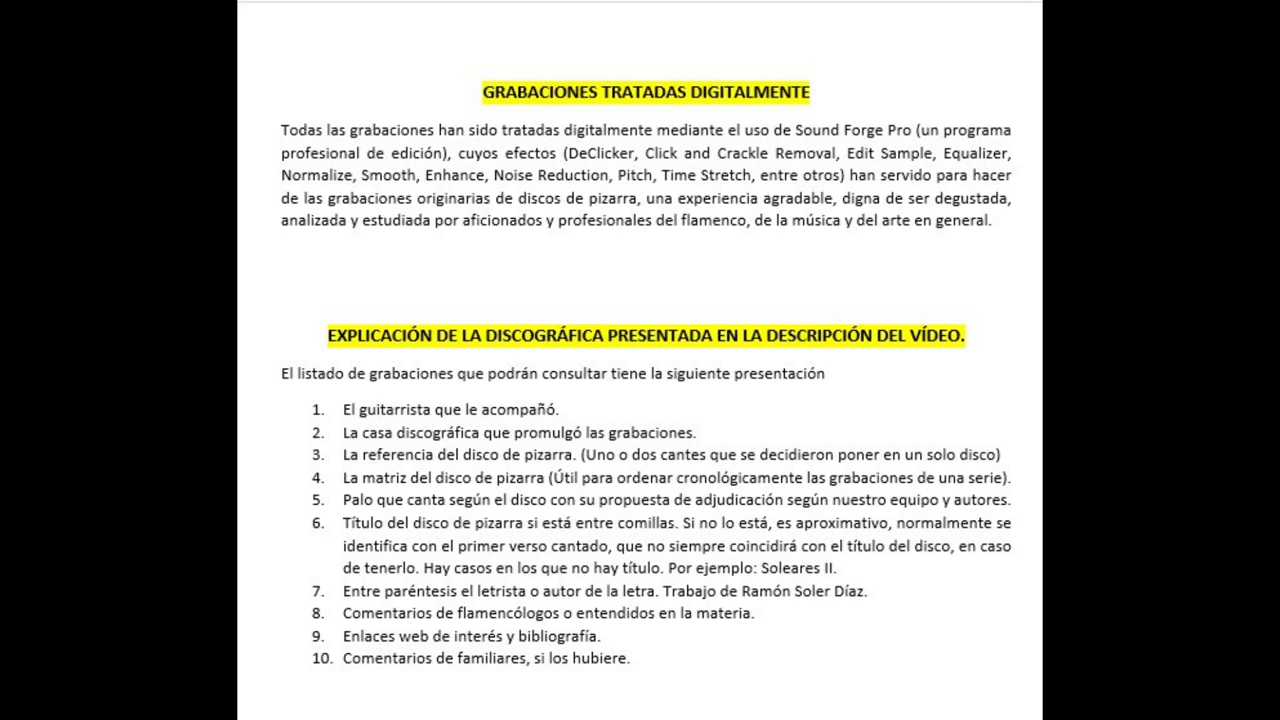 GRABACIONES TRATADAS DIGITALMENTE
Todas las grabaciones han sido tratadas digitalmente mediante el uso de Sound Forge Pro (un programa
profesional de edición), cuyos efectos (DeClicker, Click and Crackle Removal, Edit Sample, Equalizer,
Normalize, Smooth, Enhance, Noise Reduction, Pitch, Time Stretch, entre otros) han servido para hacer
de las grabaciones originarias de discos de pizarra, una experiencia agradable, digna de ser degustada,
analizada y estudiada por aficionados y profesionales del flamenco, de la música y del arte en general.
EXPLICACIÓN DE LA DISCOGRÁFICA PRESENTADA EN LA DESCRIPCIÓN DEL VÍDEO.
El listado de grabaciones que podrán consultar tiene la siguiente presentación
1. El guitarrista que le acompañó.
2. La casa discográfica que promulgó las grabaciones.
3. La referencia del disco de pizarra. (Uno o dos cantes que se decidieron poner en un solo disco)
4. La matriz del disco de pizarra (Útil para ordenar cronológicamente las grabaciones de una serie).
5. Palo que canta según el disco con su propuesta de adjudicación según nuestro equipo y autores.
6. Título del disco de pizarra si está entre comillas. Si no lo está, es aproximativo, normalmente se
identifica con el primer verso cantado, que no siempre coincidirá con el título del disco, en caso
de tenerlo. Hay casos en los que no hay título. Por ejemplo: Soleares II.
7. Entre paréntesis el letrista o autor de la letra. Trabajo de Ramón Soler Díaz.
8. Comentarios de flamencólogos o entendidos en la materia.
9. Enlaces web de interés y bibliografía.
10. Comentarios de familiares, si los hubiere.